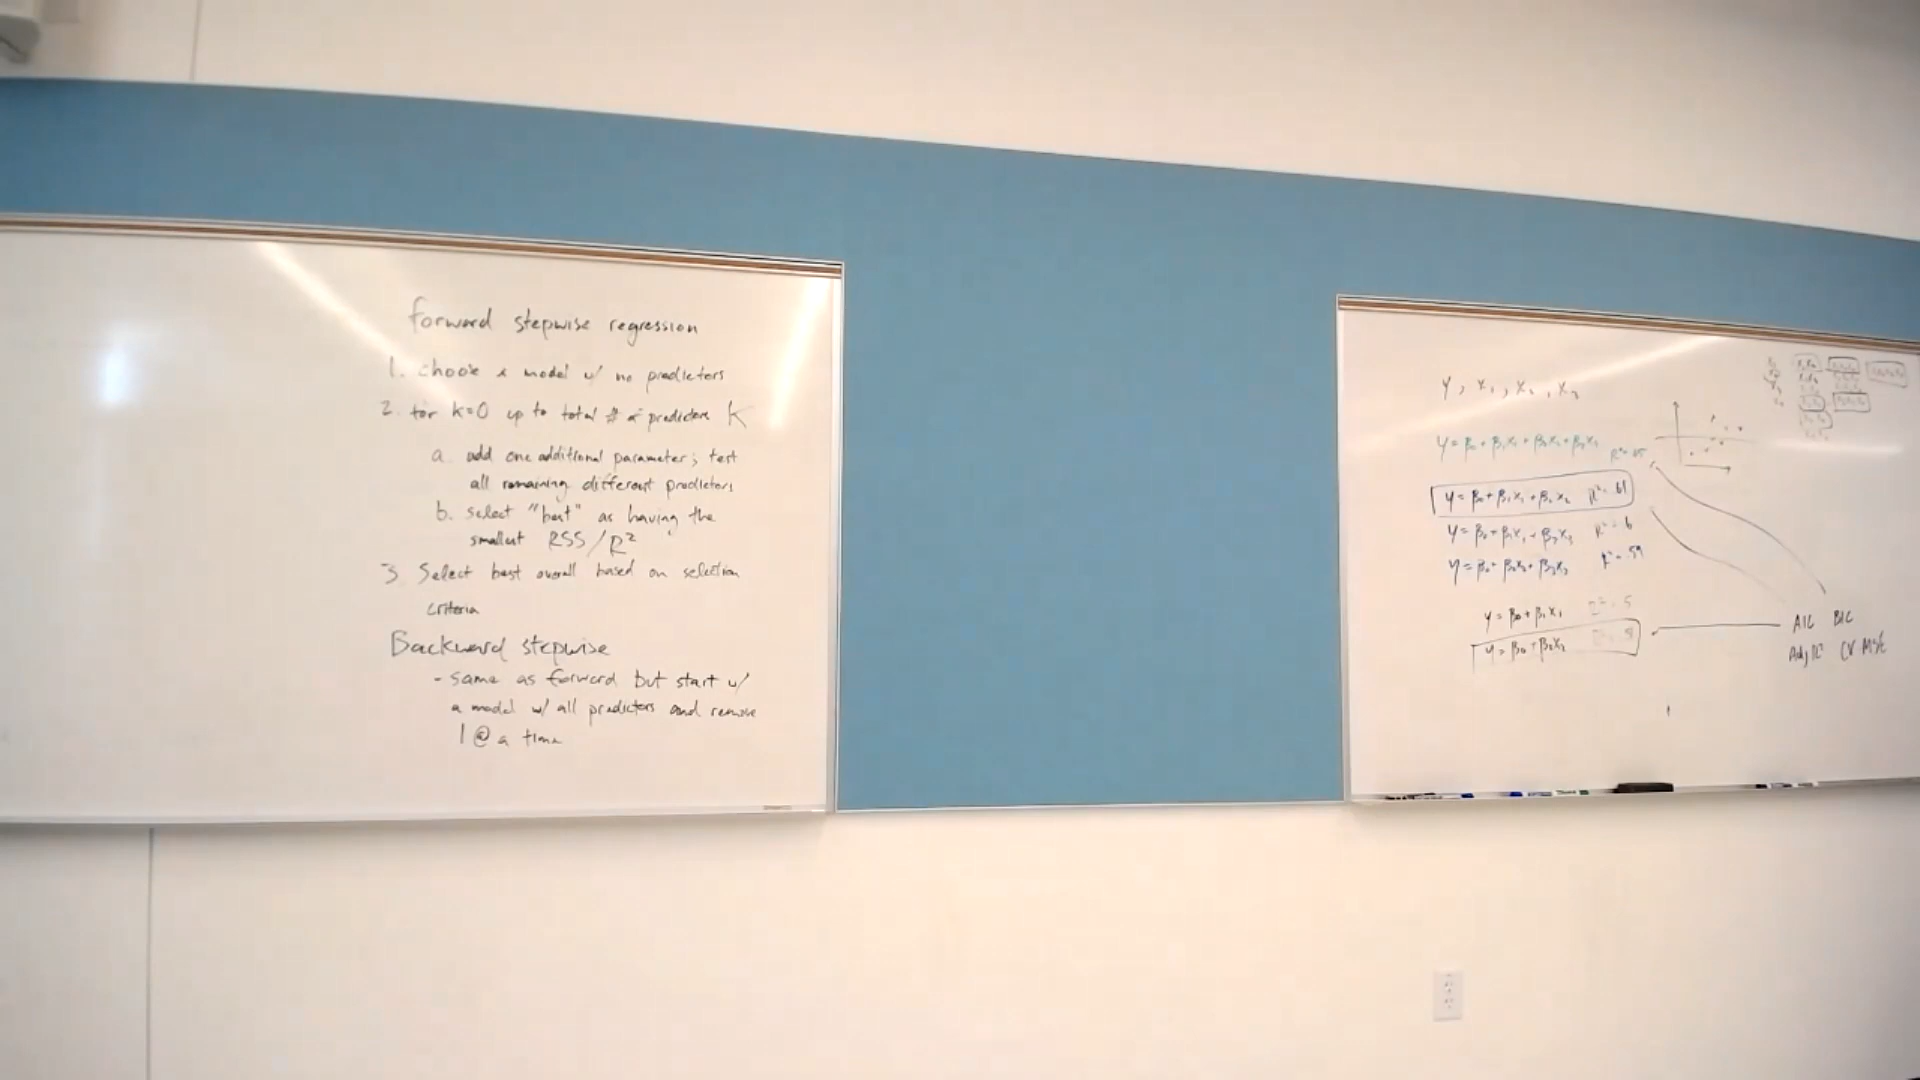 forward stepwise regression
1. choose a model w/ no predictors
2. for k=0 up to total # of predictors K
a. add one additional parameter; test
all remaining different predictors
b. select "best" as having the
smallest RSS/R²
3 Select best overall based on selection
criteria
Backward stepwise
- same as forward but start w/
a model w/ all predictors and remove
1 @ a time
y, x₁, x₂, x₃
y = β₀ + β₁x₁ + β₂x₂ + β₃x₃
y = β₀ + β₁x₁ + β₂x₂ R² = .61
y = β₀ + β₁x₁ + β₃x₃ R² = .6
y = β₀ + β₂x₂ + β₃x₃ R² = .59
y = β₀ + β₁x₁
y = β₀ + β₂x₂
AIC BIC
Adj R² CV MSE